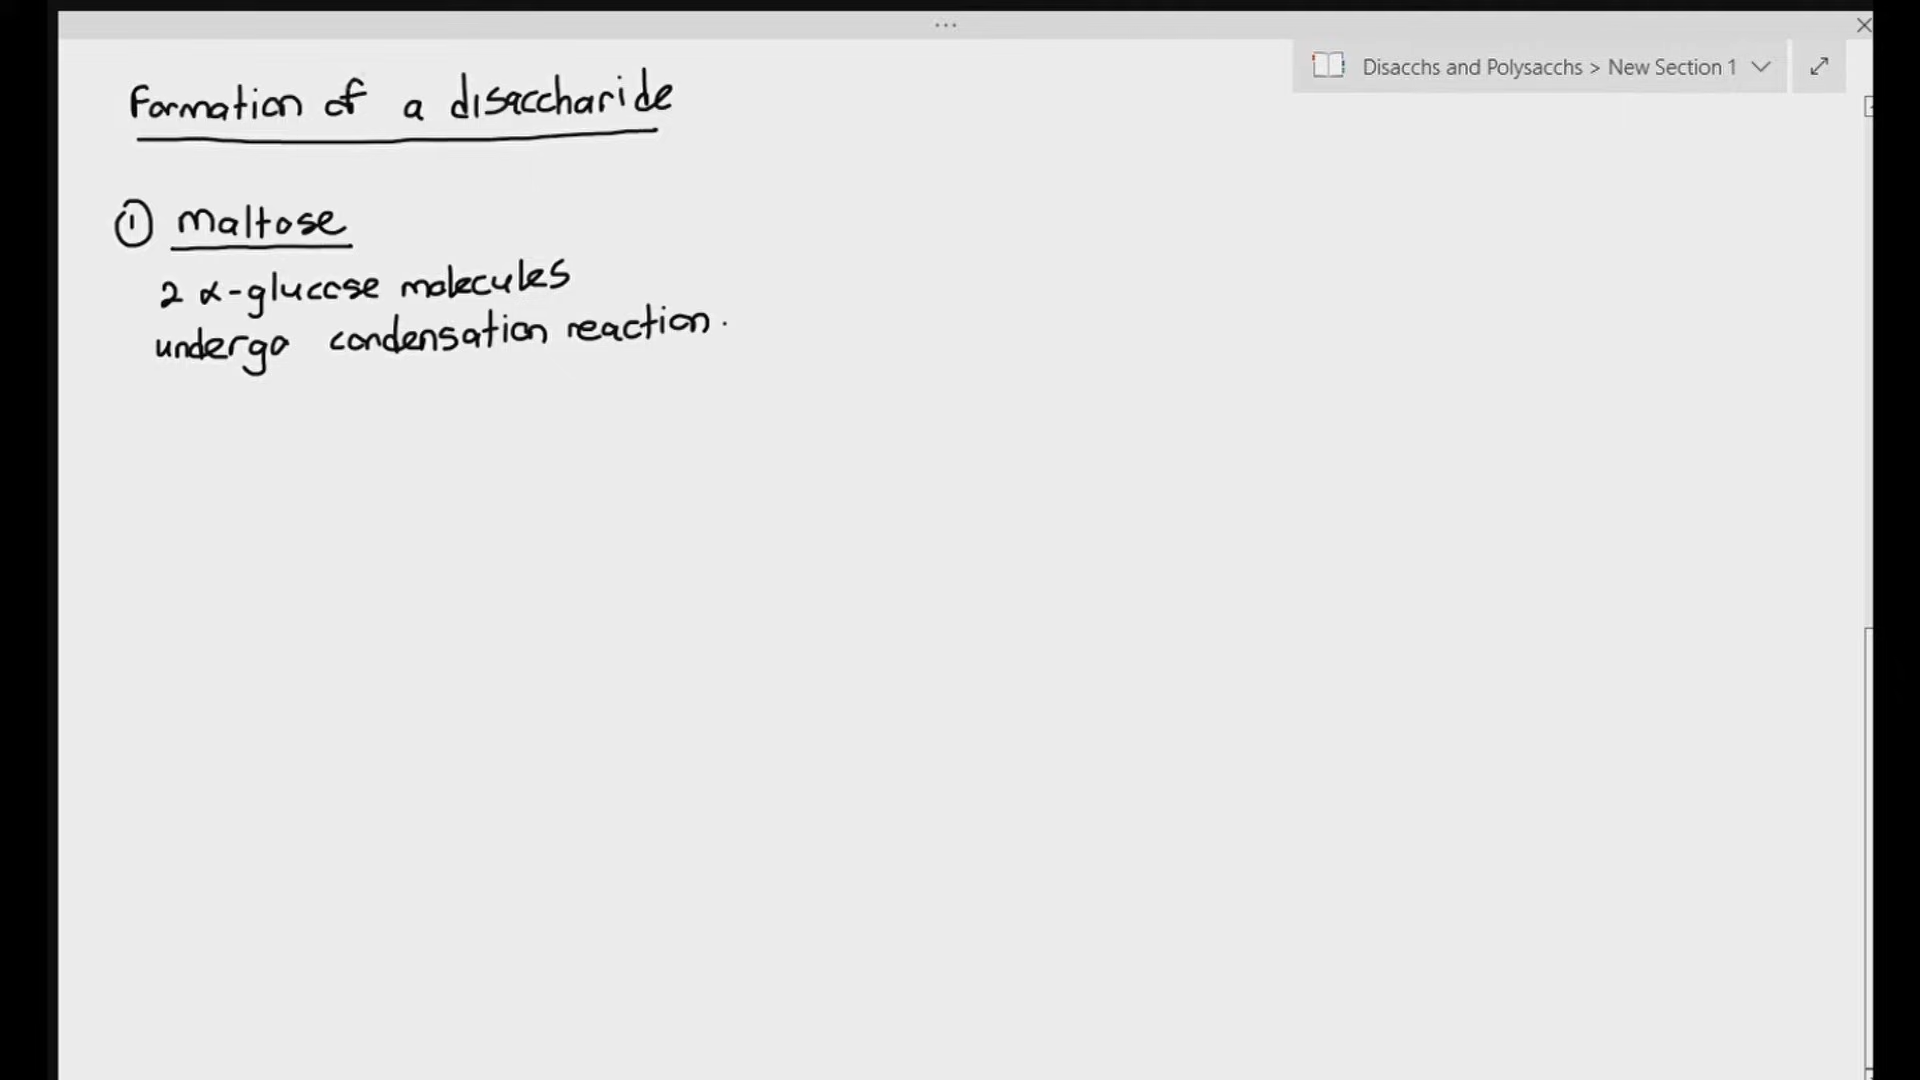 ...
Disacchs and Polysacchs > New Section 1
Formation of a disaccharide
① Maltose
2 α-glucose molecules
undergo condensation reaction.